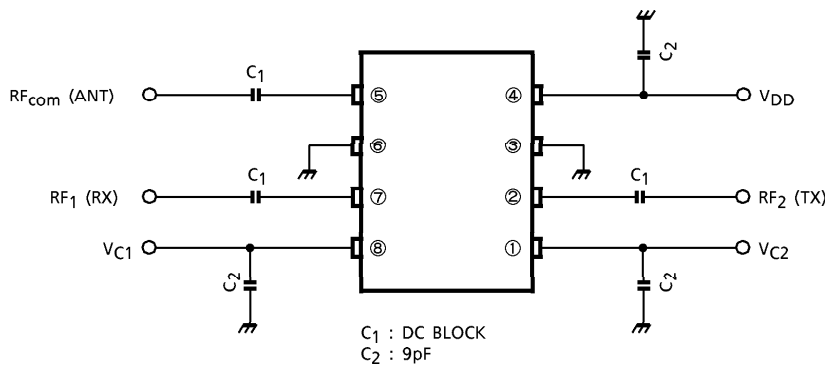 C2
C1
RFcom (ANT)
⑤
④
VDD
⑥
③
C1
C1
RF1 (RX)
⑦
②
RF2 (TX)
VC1
⑧
①
VC2
C2
C2
C1 : DC BLOCK
C2 : 9pF